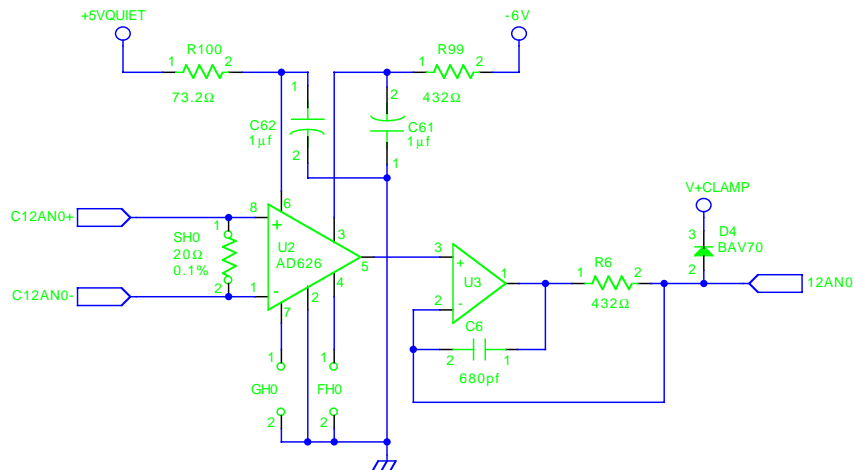 +5VQUIET
-6V
R100
1 2
73.2Ω
R99
1 2
432Ω
1
C62
1µf
2
2
C61
1µf
1
V+CLAMP
3 D4
BAV70
2
C12AN0+
8 + 6
1
SH0
20Ω
0.1%
2
U2
AD626
3
5
C12AN0-
1 - 7
2
4
3 +
U3
1
2 -
C6
2 1
680pf
R6
1 2
432Ω
12AN0
1
GH0
2
1
FH0
2